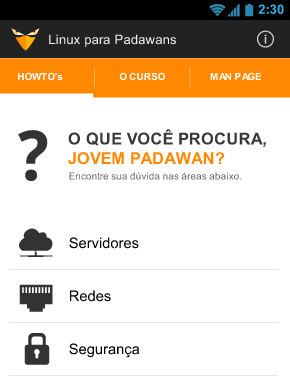 2:30
Linux para Padawans
HOWTO's O CURSO MAN PAGE
? O QUE VOCÊ PROCURA,
JOVEM PADAWAN?
Encontre sua dúvida nas áreas abaixo.
Servidores
Redes
Segurança